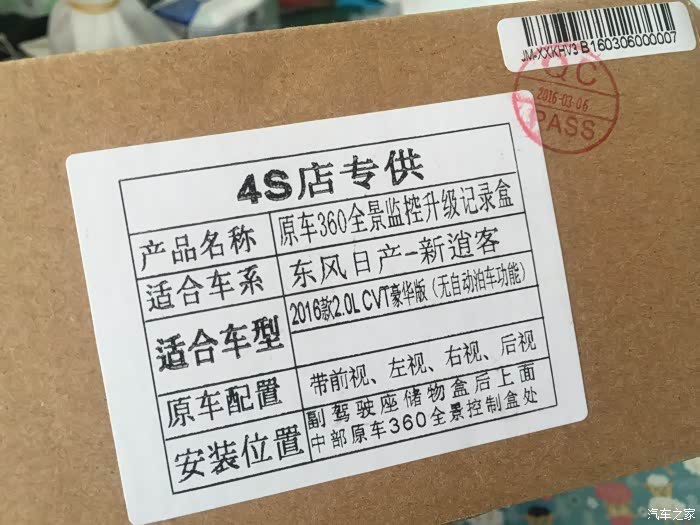 JM-XXKHV3 B160306000007
QC
2016-03-06
PASS
4S店专供
产品名称 原车360全景监控升级记录盒
适合车系 东风日产-新逍客
适合车型 2016款2.0L CVT豪华版（无自动泊车功能）
原车配置 带前视、左视、右视、后视
安装位置 副驾驶座储物盒后上面
中部原车360全景控制盒处
汽车之家